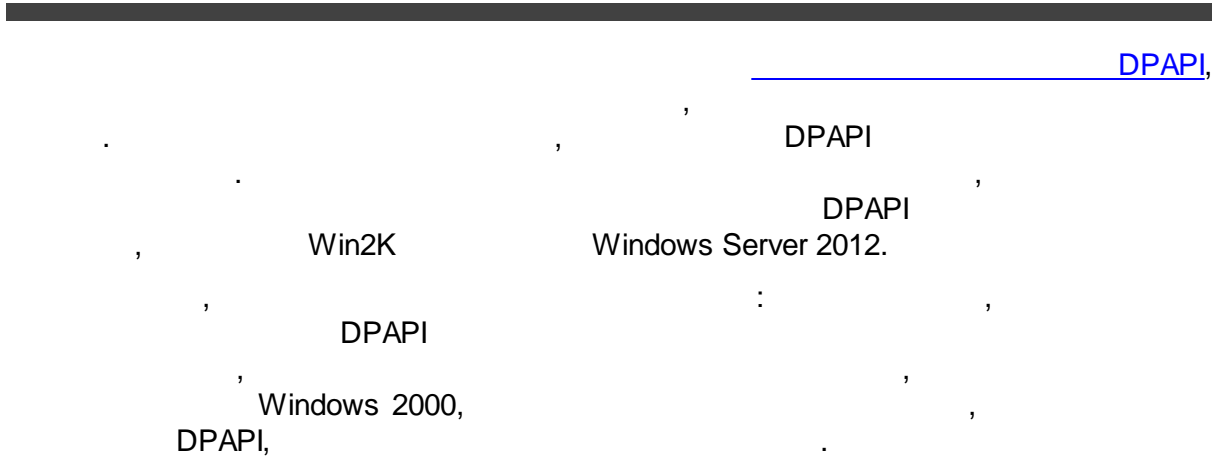 DPAPI,
,
. , DPAPI
. ,
DPAPI
, Win2K Windows Server 2012.
, : ,
DPAPI
, ,
Windows 2000, ,
DPAPI, .